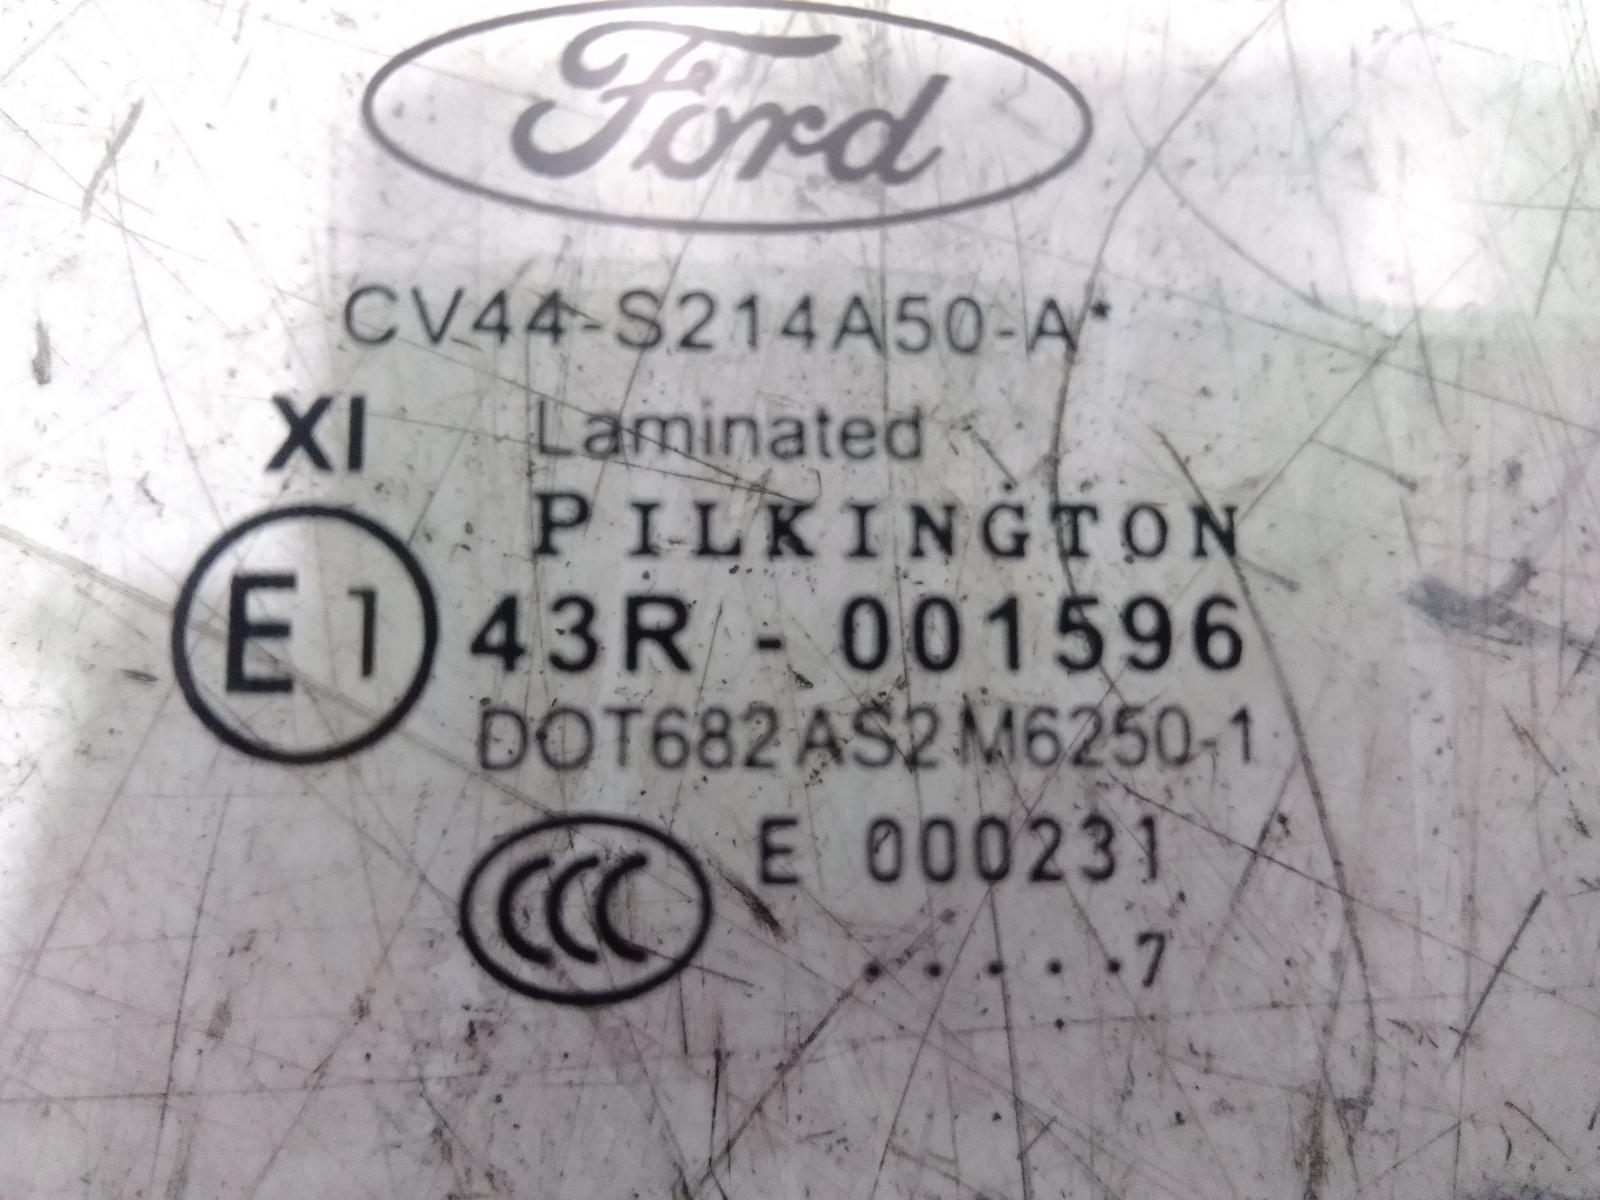 Ford
CV44-S214A50-A*
XI Laminated
PILKINGTON
E1 43R - 001596
DOT682 AS2 M6250-1
CCC E 000231
.....7